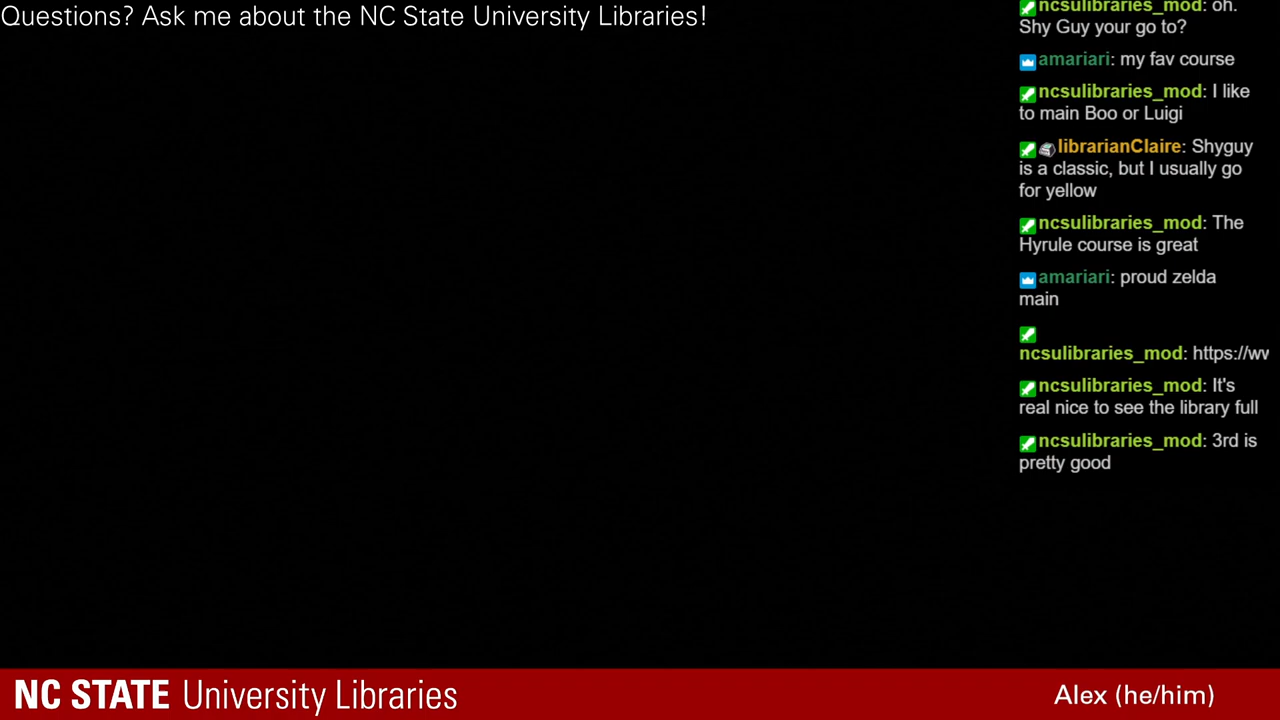 Questions? Ask me about the NC State University Libraries!
ncsulibraries_mod: oh.
Shy Guy your go to?
amariari: my fav course
ncsulibraries_mod: I like
to main Boo or Luigi
librarianClaire: Shyguy
is a classic, but I usually go
for yellow
ncsulibraries_mod: The
Hyrule course is great
amariari: proud zelda
main
ncsulibraries_mod: https://ww
ncsulibraries_mod: It's
real nice to see the library full
ncsulibraries_mod: 3rd is
pretty good
NC STATE University Libraries
Alex (he/him)